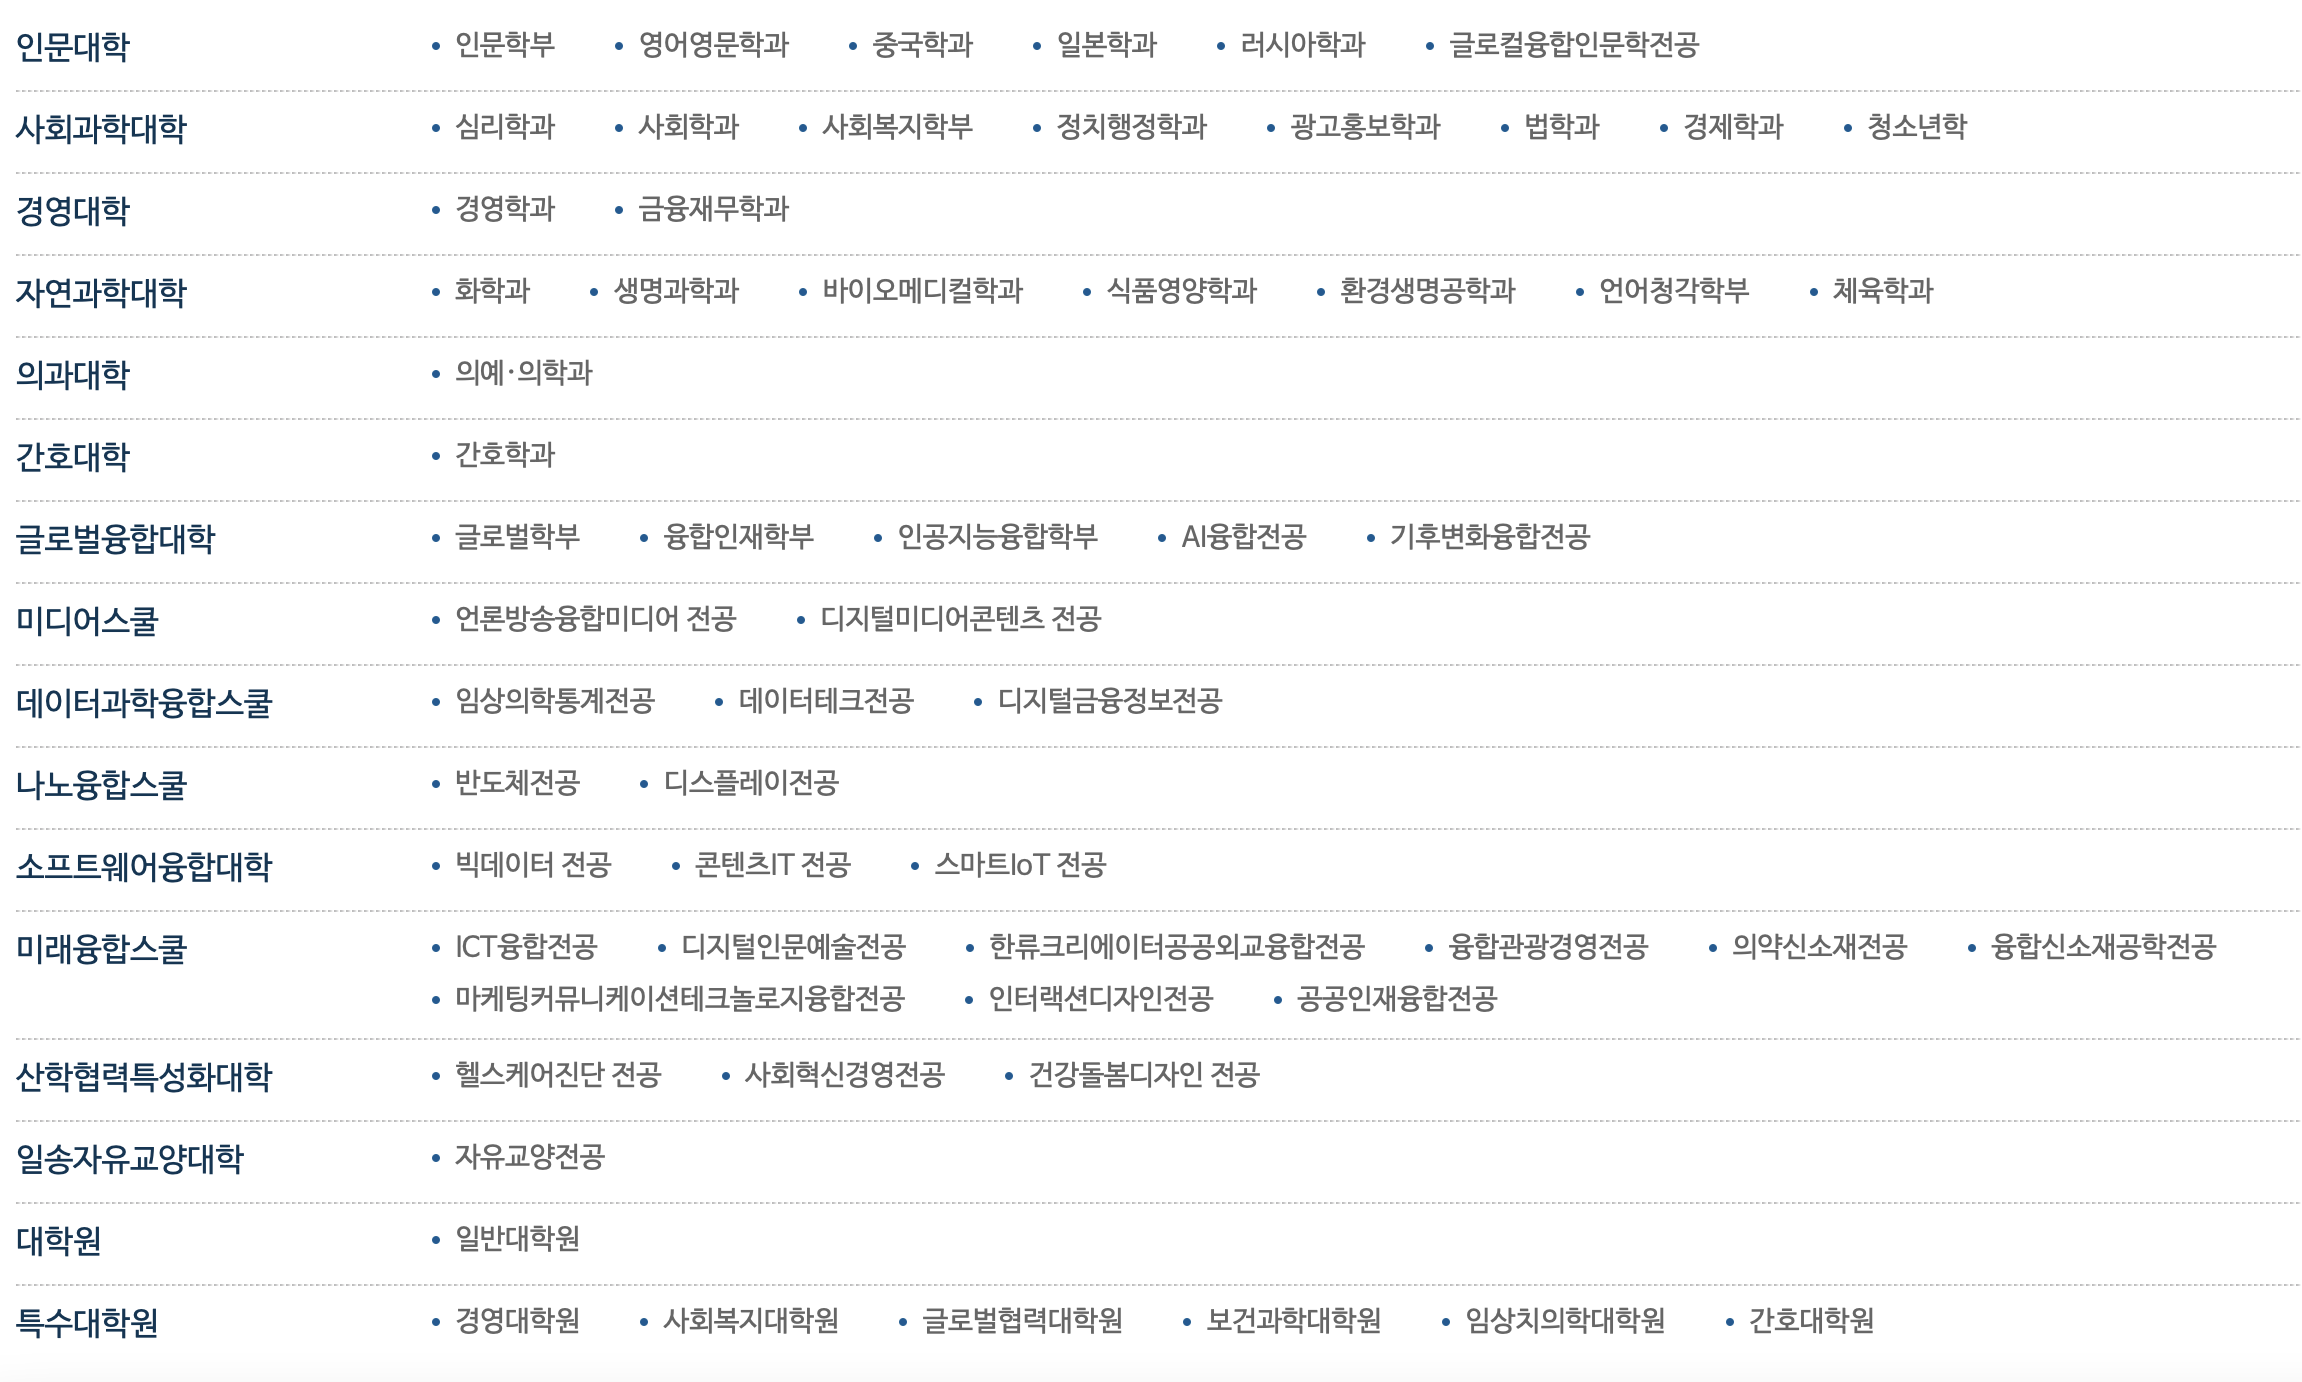 인문대학 • 인문학부 • 영어영문학과 • 중국학과 • 일본학과 • 러시아학과 • 글로컬융합인문학전공
사회과학대학 • 심리학과 • 사회학과 • 사회복지학부 • 정치행정학과 • 광고홍보학과 • 법학과 • 경제학과 • 청소년학
경영대학 • 경영학과 • 금융재무학과
자연과학대학 • 화학과 • 생명과학과 • 바이오메디컬학과 • 식품영양학과 • 환경생명공학과 • 언어청각학부 • 체육학과
의과대학 • 의예·의학과
간호대학 • 간호학과
글로벌융합대학 • 글로벌학부 • 융합인재학부 • 인공지능융합학부 • AI융합전공 • 기후변화융합전공
미디어스쿨 • 언론방송융합미디어 전공 • 디지털미디어콘텐츠 전공
데이터과학융합스쿨 • 임상의학통계전공 • 데이터테크전공 • 디지털금융정보전공
나노융합스쿨 • 반도체전공 • 디스플레이전공
소프트웨어융합대학 • 빅데이터 전공 • 콘텐츠IT 전공 • 스마트IoT 전공
미래융합스쿨 • ICT융합전공 • 디지털인문예술전공 • 한류크리에이터공공외교융합전공 • 융합관광경영전공 • 의약신소재전공 • 융합신소재공학전공
• 마케팅커뮤니케이션테크놀로지융합전공 • 인터랙션디자인전공 • 공공인재융합전공
산학협력특성화대학 • 헬스케어진단 전공 • 사회혁신경영전공 • 건강돌봄디자인 전공
일송자유교양대학 • 자유교양전공
대학원 • 일반대학원
특수대학원 • 경영대학원 • 사회복지대학원 • 글로벌협력대학원 • 보건과학대학원 • 임상치의학대학원 • 간호대학원